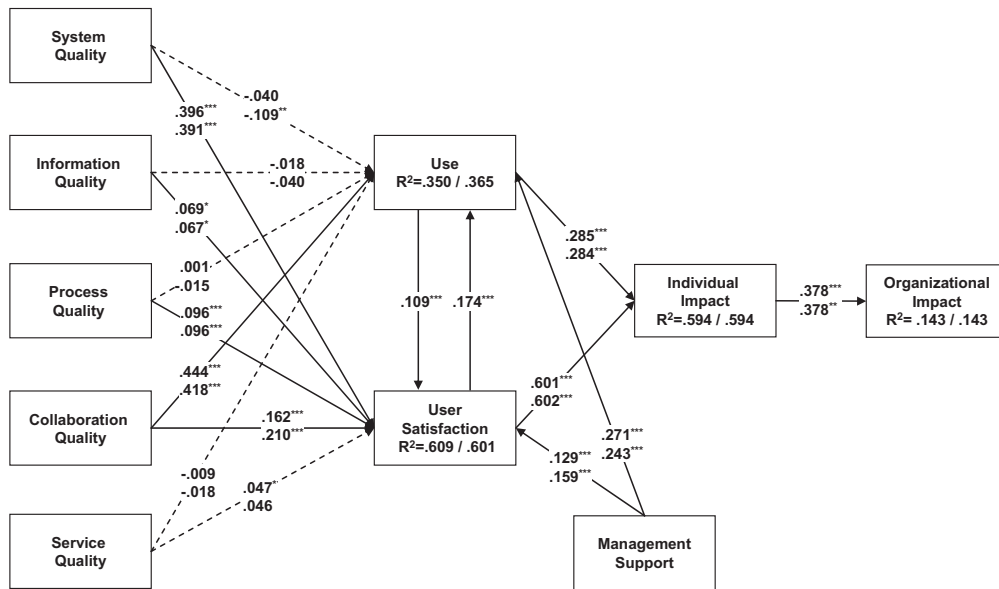 System
Quality
-.040
-.109**
.396***
.391***
Information
Quality
-.018
-.040
Use
R²=.350 / .365
.069*
.067*
.285***
.284***
.001
-.015
Process
Quality
.109***
.174***
Individual
Impact
R²=.594 / .594
.378***
.378**
Organizational
Impact
R²= .143 / .143
.096***
.096***
.444***
.418***
.601***
.602***
Collaboration
Quality
.162***
.210***
User
Satisfaction
R²=.609 / .601
.271***
.243***
.129***
.159***
-.009
-.018
.047*
.046
Service
Quality
Management
Support